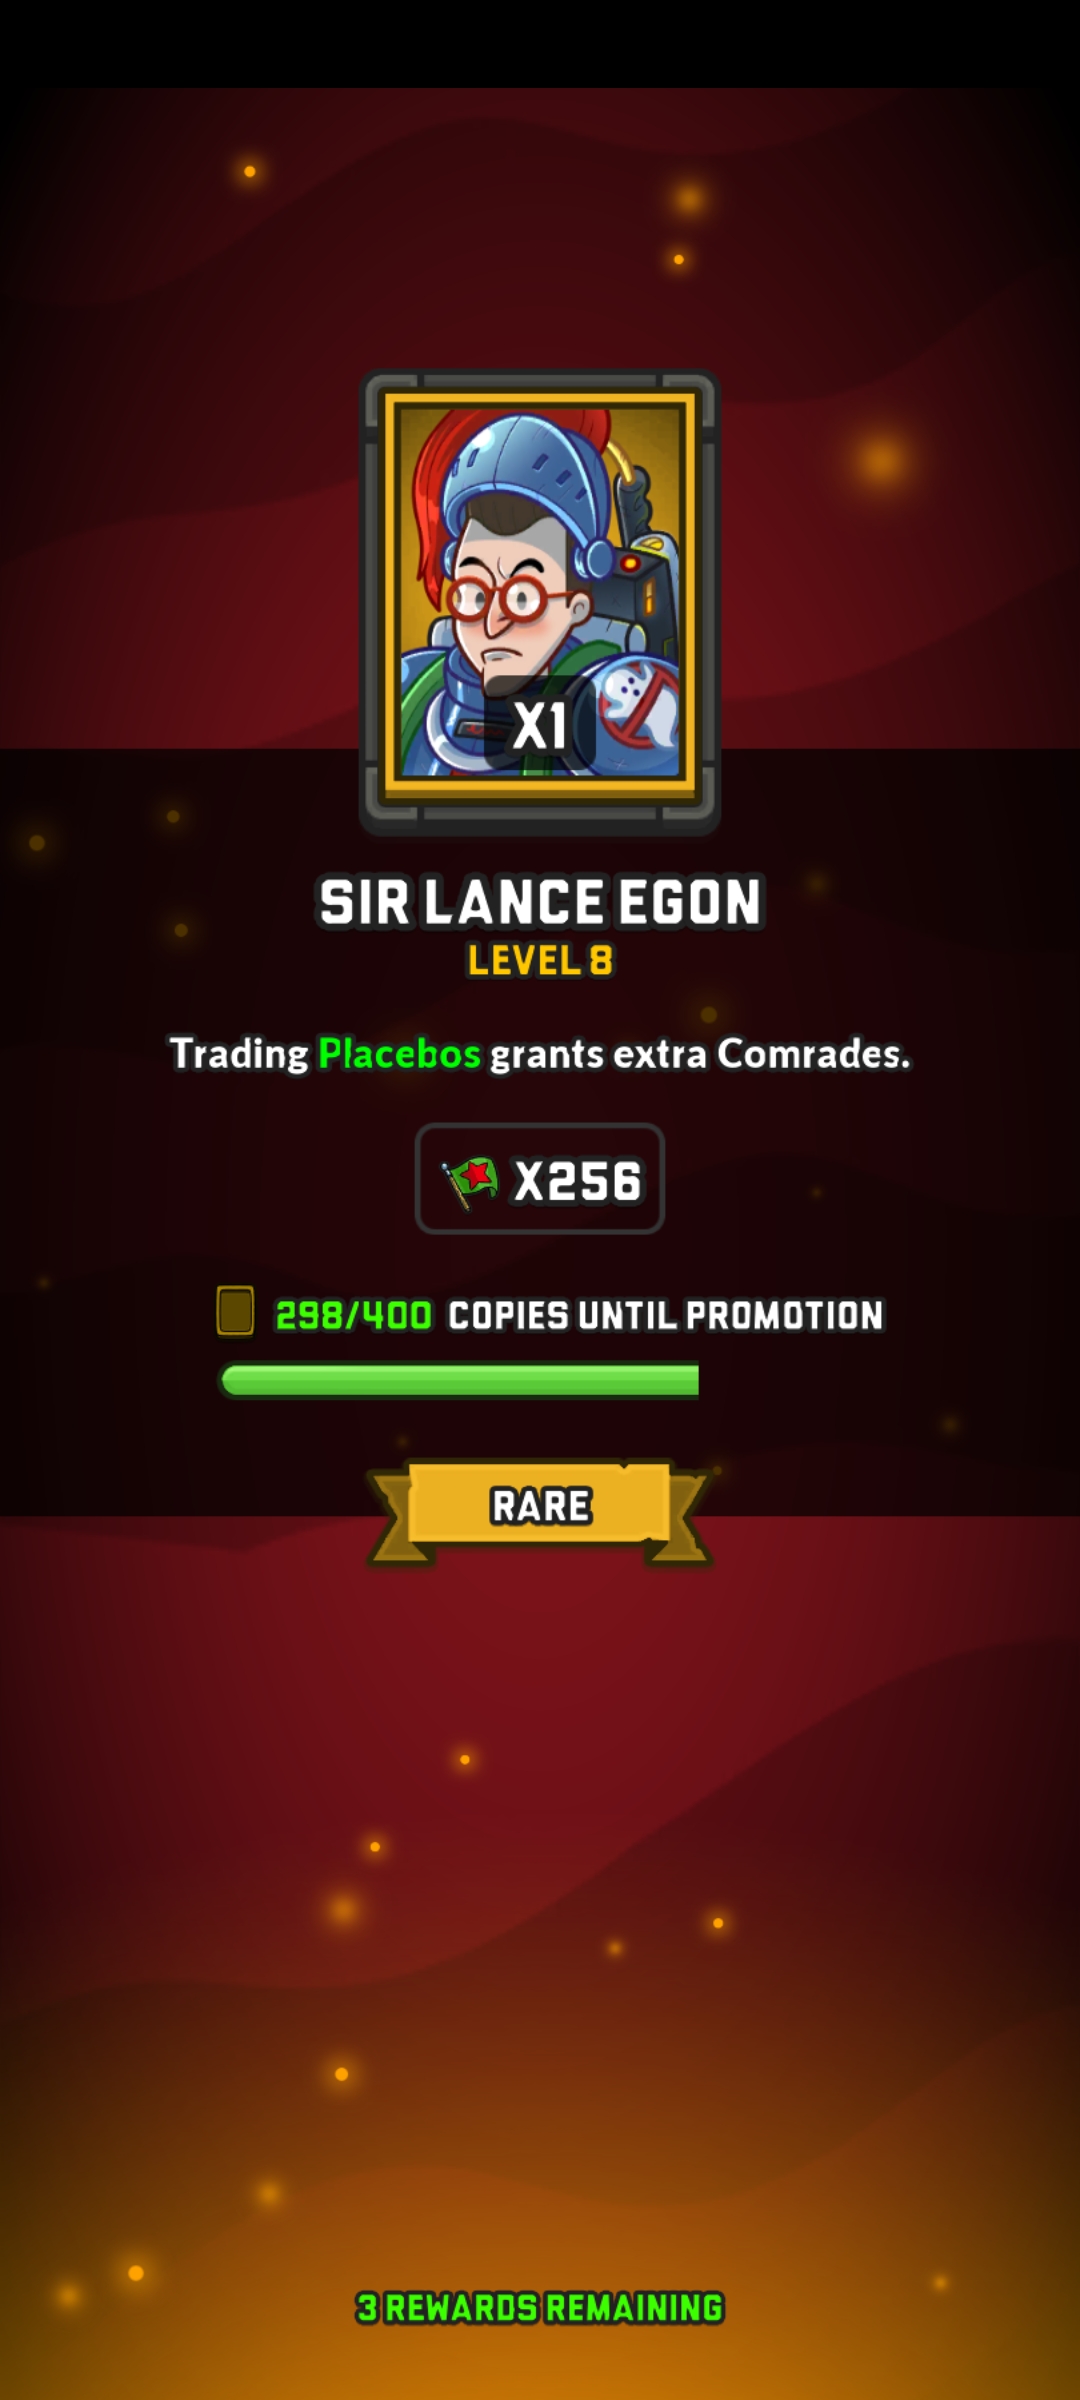 X1
SIR LANCE EGON
LEVEL 8
Trading Placebos grants extra Comrades.
X256
298/400 COPIES UNTIL PROMOTION
RARE
3 REWARDS REMAINING